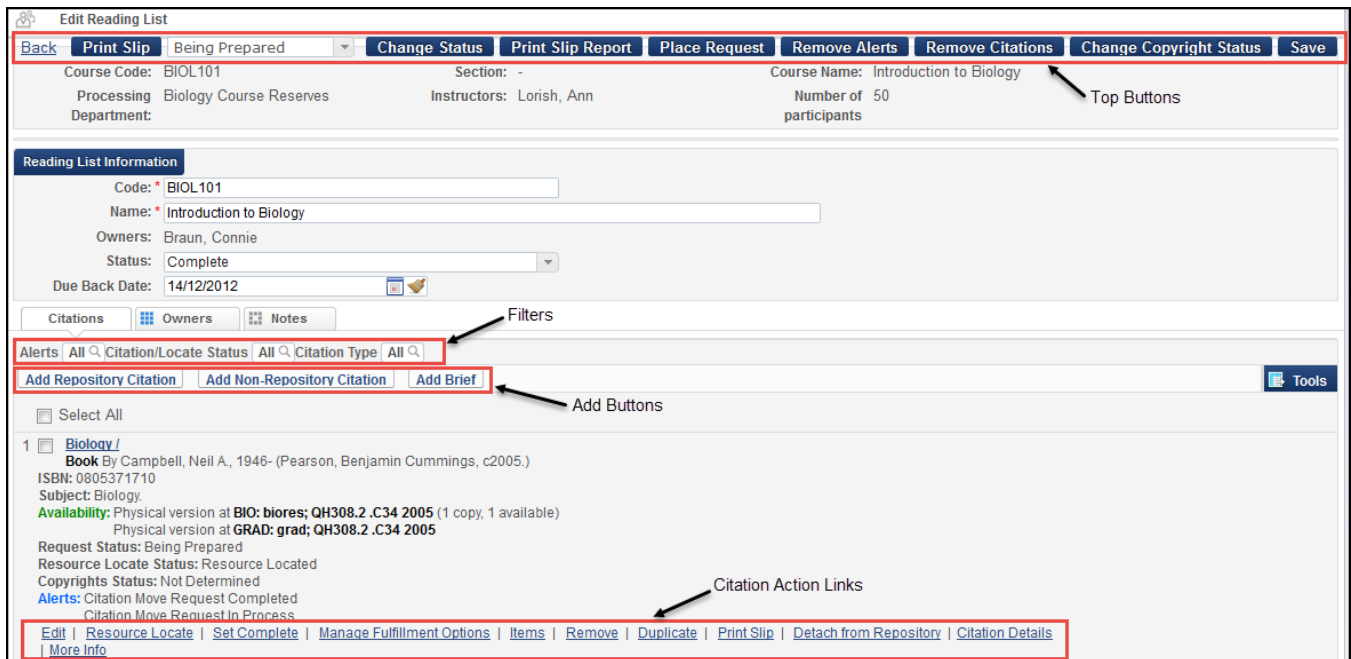 Edit Reading List
Back Print Slip Being Prepared Change Status Print Slip Report Place Request Remove Alerts Remove Citations Change Copyright Status Save
Course Code: BIOL101 Section: - Course Name: Introduction to Biology
Processing Department: Biology Course Reserves Instructors: Lorish, Ann Number of participants 50
Top Buttons
Reading List Information
Code: * BIOL101
Name: * Introduction to Biology
Owners: Braun, Connie
Status: Complete
Due Back Date: 14/12/2012
Citations Owners Notes
Filters
Alerts All Citation/Locate Status All Citation Type All
Add Repository Citation Add Non-Repository Citation Add Brief Tools
Add Buttons
Select All
1 Biology /
Book By Campbell, Neil A., 1946- (Pearson, Benjamin Cummings, c2005.)
ISBN: 0805371710
Subject: Biology.
Availability: Physical version at BIO: biores; QH308.2 .C34 2005 (1 copy, 1 available)
Physical version at GRAD: grad; QH308.2 .C34 2005
Request Status: Being Prepared
Resource Locate Status: Resource Located
Copyrights Status: Not Determined
Citation Action Links
Alerts: Citation Move Request Completed
Citation Move Request In Process
Edit | Resource Locate | Set Complete | Manage Fulfillment Options | Items | Remove | Duplicate | Print Slip | Detach from Repository | Citation Details
| More Info